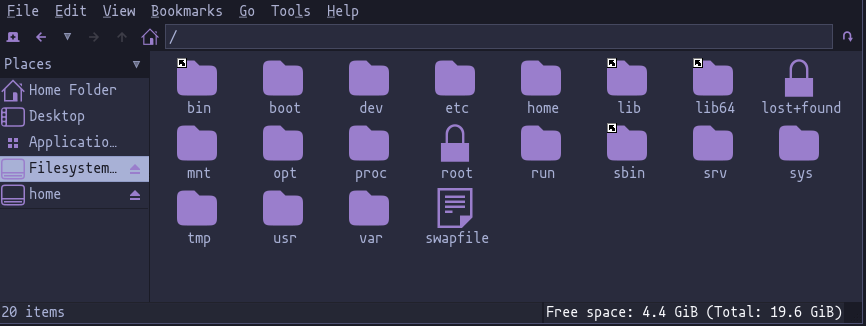 File Edit View Bookmarks Go Tools Help
/
Places
Home Folder
Desktop
Applicatio…
Filesystem…
home
bin boot dev etc home lib lib64 lost+found
mnt opt proc root run sbin srv sys
tmp usr var swapfile
20 items
Free space: 4.4 GiB (Total: 19.6 GiB)